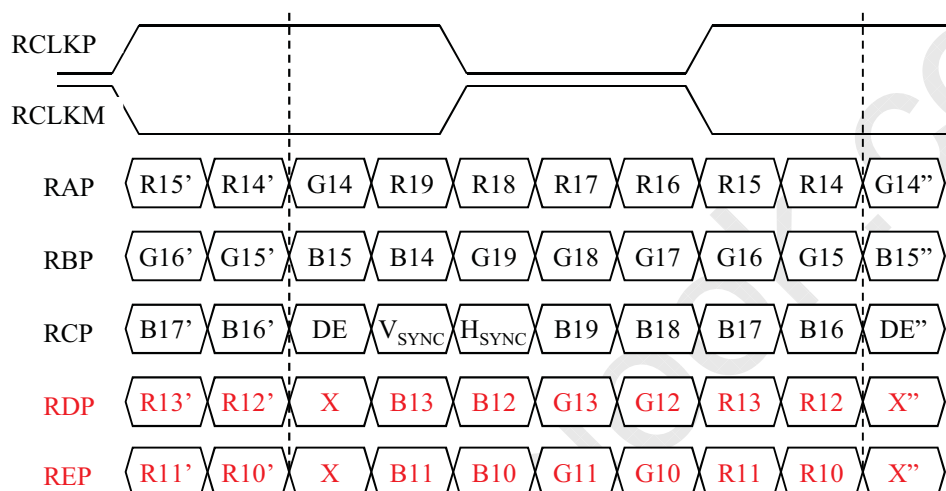 RCLKP
RCLKM
RAP R15’ R14’ G14 R19 R18 R17 R16 R15 R14 G14”
RBP G16’ G15’ B15 B14 G19 G18 G17 G16 G15 B15”
RCP B17’ B16’ DE VSYNC HSYNC B19 B18 B17 B16 DE”
RDP R13’ R12’ X B13 B12 G13 G12 R13 R12 X”
REP R11’ R10’ X B11 B10 G11 G10 R11 R10 X”